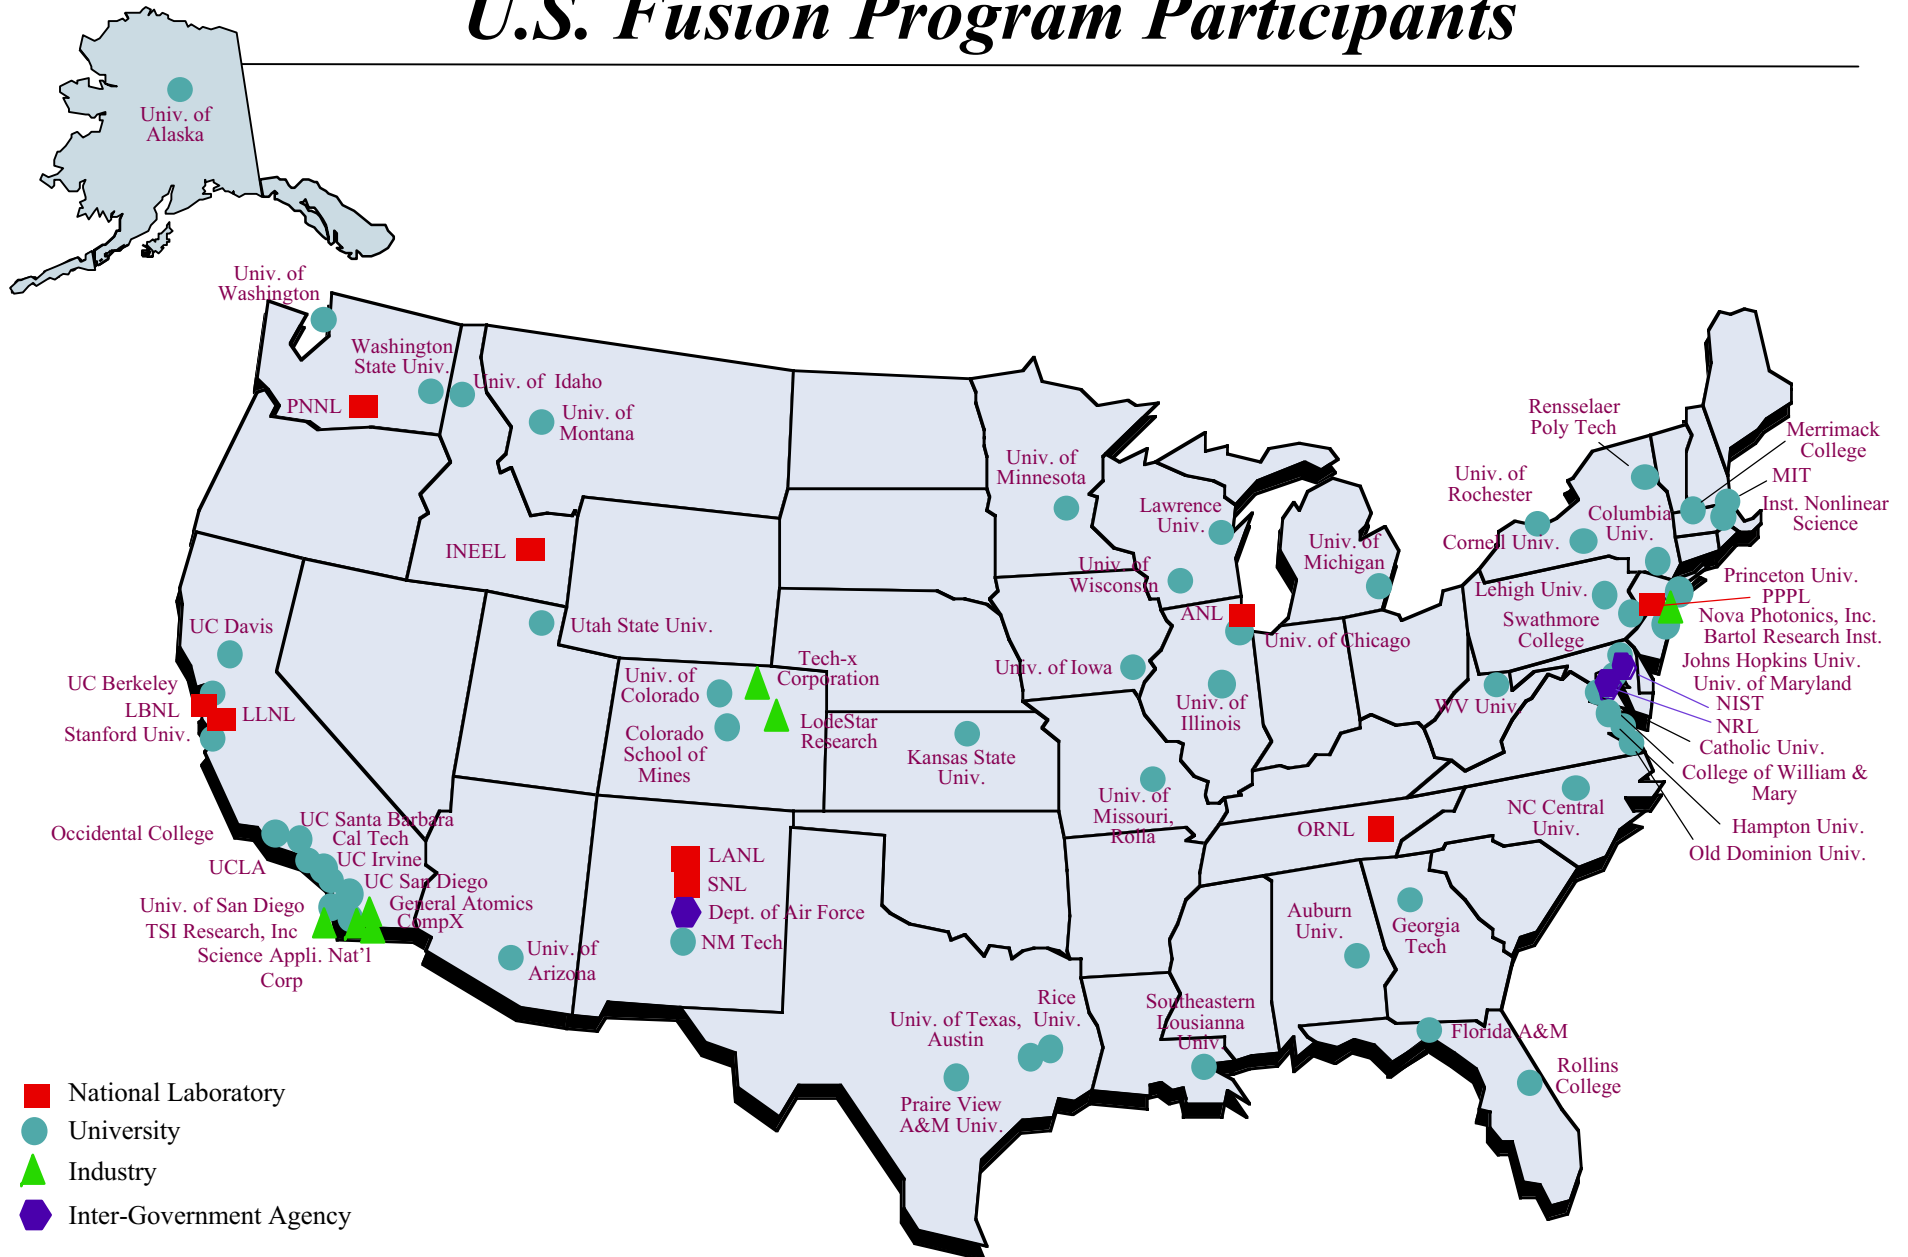 U.S. Fusion Program Participants
Univ. of
Alaska
Univ. of
Washington
Washington
State Univ.
Univ. of Idaho
PNNL
Univ. of
Montana
INEEL
Utah State Univ.
UC Davis
UC Berkeley
LBNL
LLNL
Stanford Univ.
Occidental College
UC Santa Barbara
Cal Tech
UCLA
UC Irvine
UC San Diego
Univ. of San Diego
General Atomics
CompX
TSI Research, Inc
Science Appli. Nat'l
Corp
Univ. of
Arizona
Univ. of
Colorado
Tech-x
Corporation
Colorado
School of
Mines
LodeStar
Research
LANL
SNL
Dept. of Air Force
NM Tech
Kansas State
Univ.
Univ. of Texas,
Austin
Rice
Univ.
Praire View
A&M Univ.
Univ. of
Minnesota
Lawrence
Univ.
Univ. of
Wisconsin
Univ. of
Michigan
ANL
Univ. of Chicago
Univ. of Iowa
Univ. of
Illinois
Univ. of
Missouri,
Rolla
ORNL
Southeastern
Lousianna
Univ.
Auburn
Univ.
Georgia
Tech
Florida A&M
Rollins
College
NC Central
Univ.
WV Univ.
Rensselaer
Poly Tech
Univ. of
Rochester
Columbia
Univ.
Cornell Univ.
Lehigh Univ.
Swathmore
College
Merrimack
College
MIT
Inst. Nonlinear
Science
Princeton Univ.
PPPL
Nova Photonics, Inc.
Bartol Research Inst.
Johns Hopkins Univ.
Univ. of Maryland
NIST
NRL
Catholic Univ.
College of William &
Mary
Hampton Univ.
Old Dominion Univ.
National Laboratory
University
Industry
Inter-Government Agency